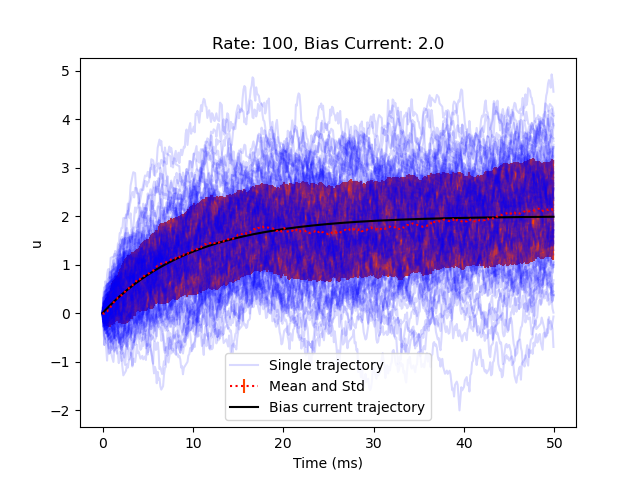 Rate: 100, Bias Current: 2.0
5
4
3
2
1
0
−1
−2
u
Single trajectory
Mean and Std
Bias current trajectory
0 10 20 30 40 50
Time (ms)